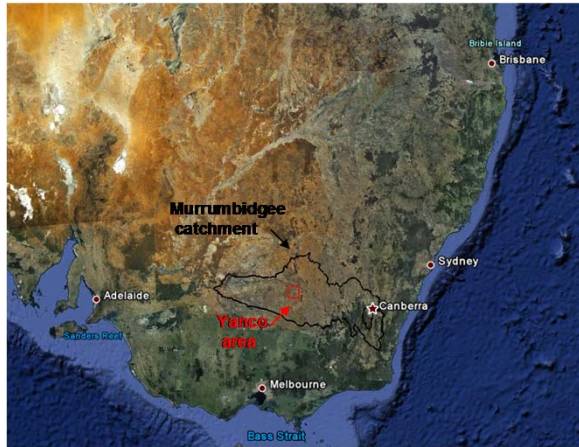 Bribie Island
Brisbane
Murrumbidgee
catchment
Sydney
Adelaide
Canberra
Yanco
area
Sanders Reef
Melbourne
Bass Strait